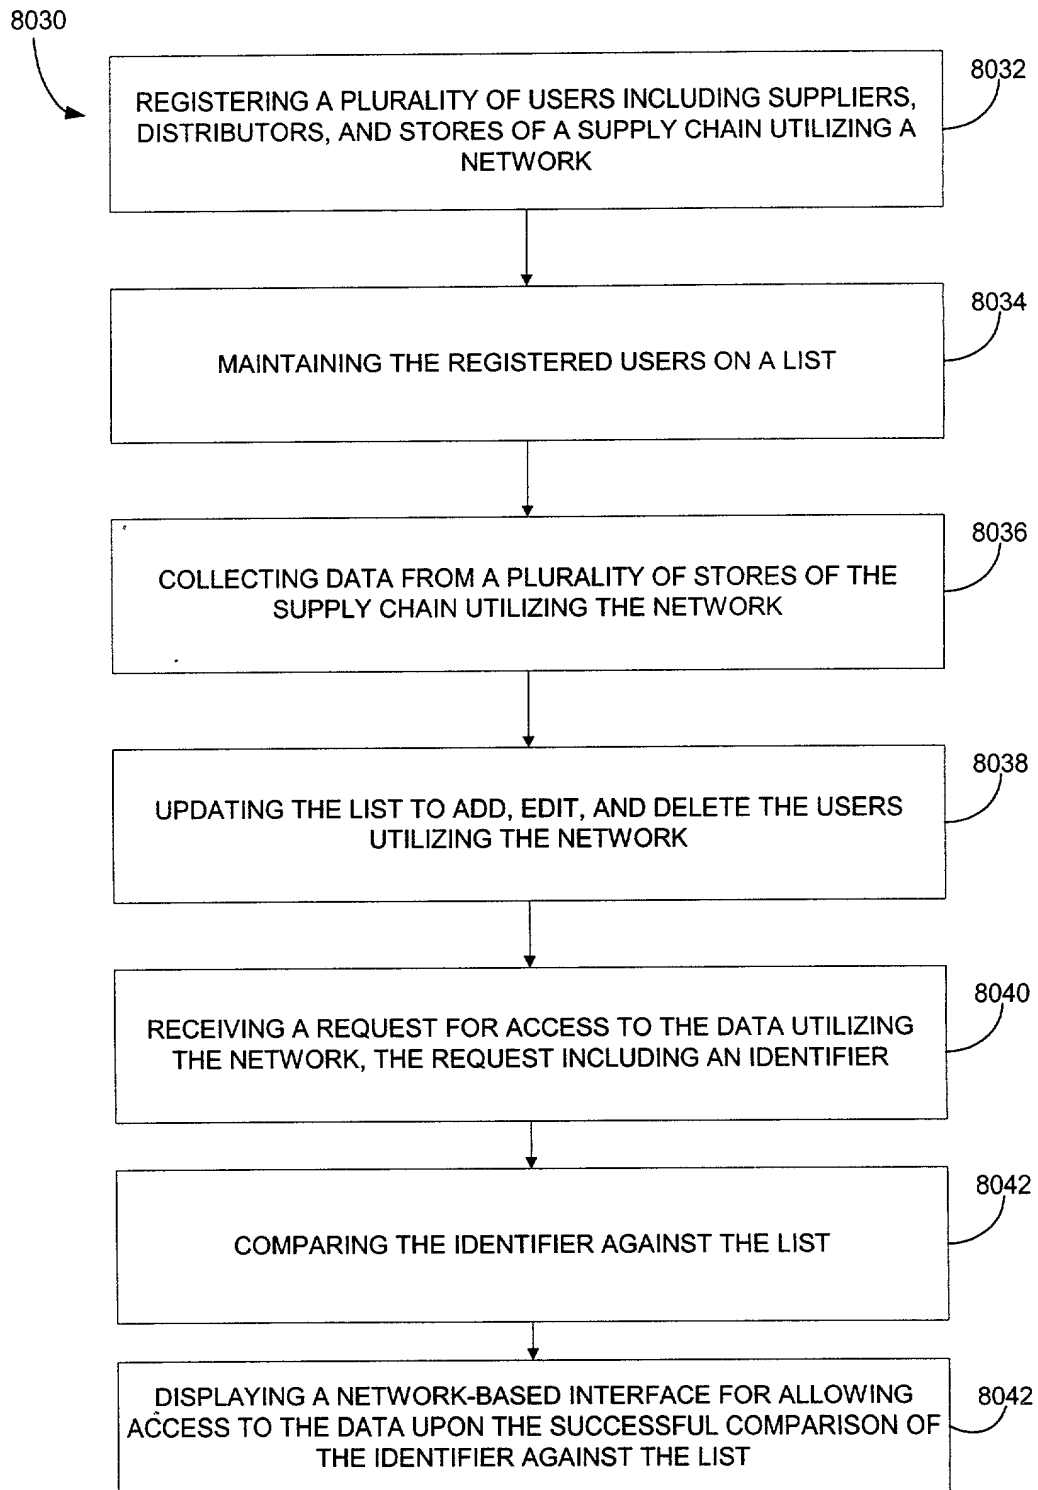 8030
8032
REGISTERING A PLURALITY OF USERS INCLUDING SUPPLIERS,
DISTRIBUTORS, AND STORES OF A SUPPLY CHAIN UTILIZING A
NETWORK
8034
MAINTAINING THE REGISTERED USERS ON A LIST
8036
COLLECTING DATA FROM A PLURALITY OF STORES OF THE
SUPPLY CHAIN UTILIZING THE NETWORK
8038
UPDATING THE LIST TO ADD, EDIT, AND DELETE THE USERS
UTILIZING THE NETWORK
8040
RECEIVING A REQUEST FOR ACCESS TO THE DATA UTILIZING
THE NETWORK, THE REQUEST INCLUDING AN IDENTIFIER
8042
COMPARING THE IDENTIFIER AGAINST THE LIST
8042
DISPLAYING A NETWORK-BASED INTERFACE FOR ALLOWING
ACCESS TO THE DATA UPON THE SUCCESSFUL COMPARISON OF
THE IDENTIFIER AGAINST THE LIST